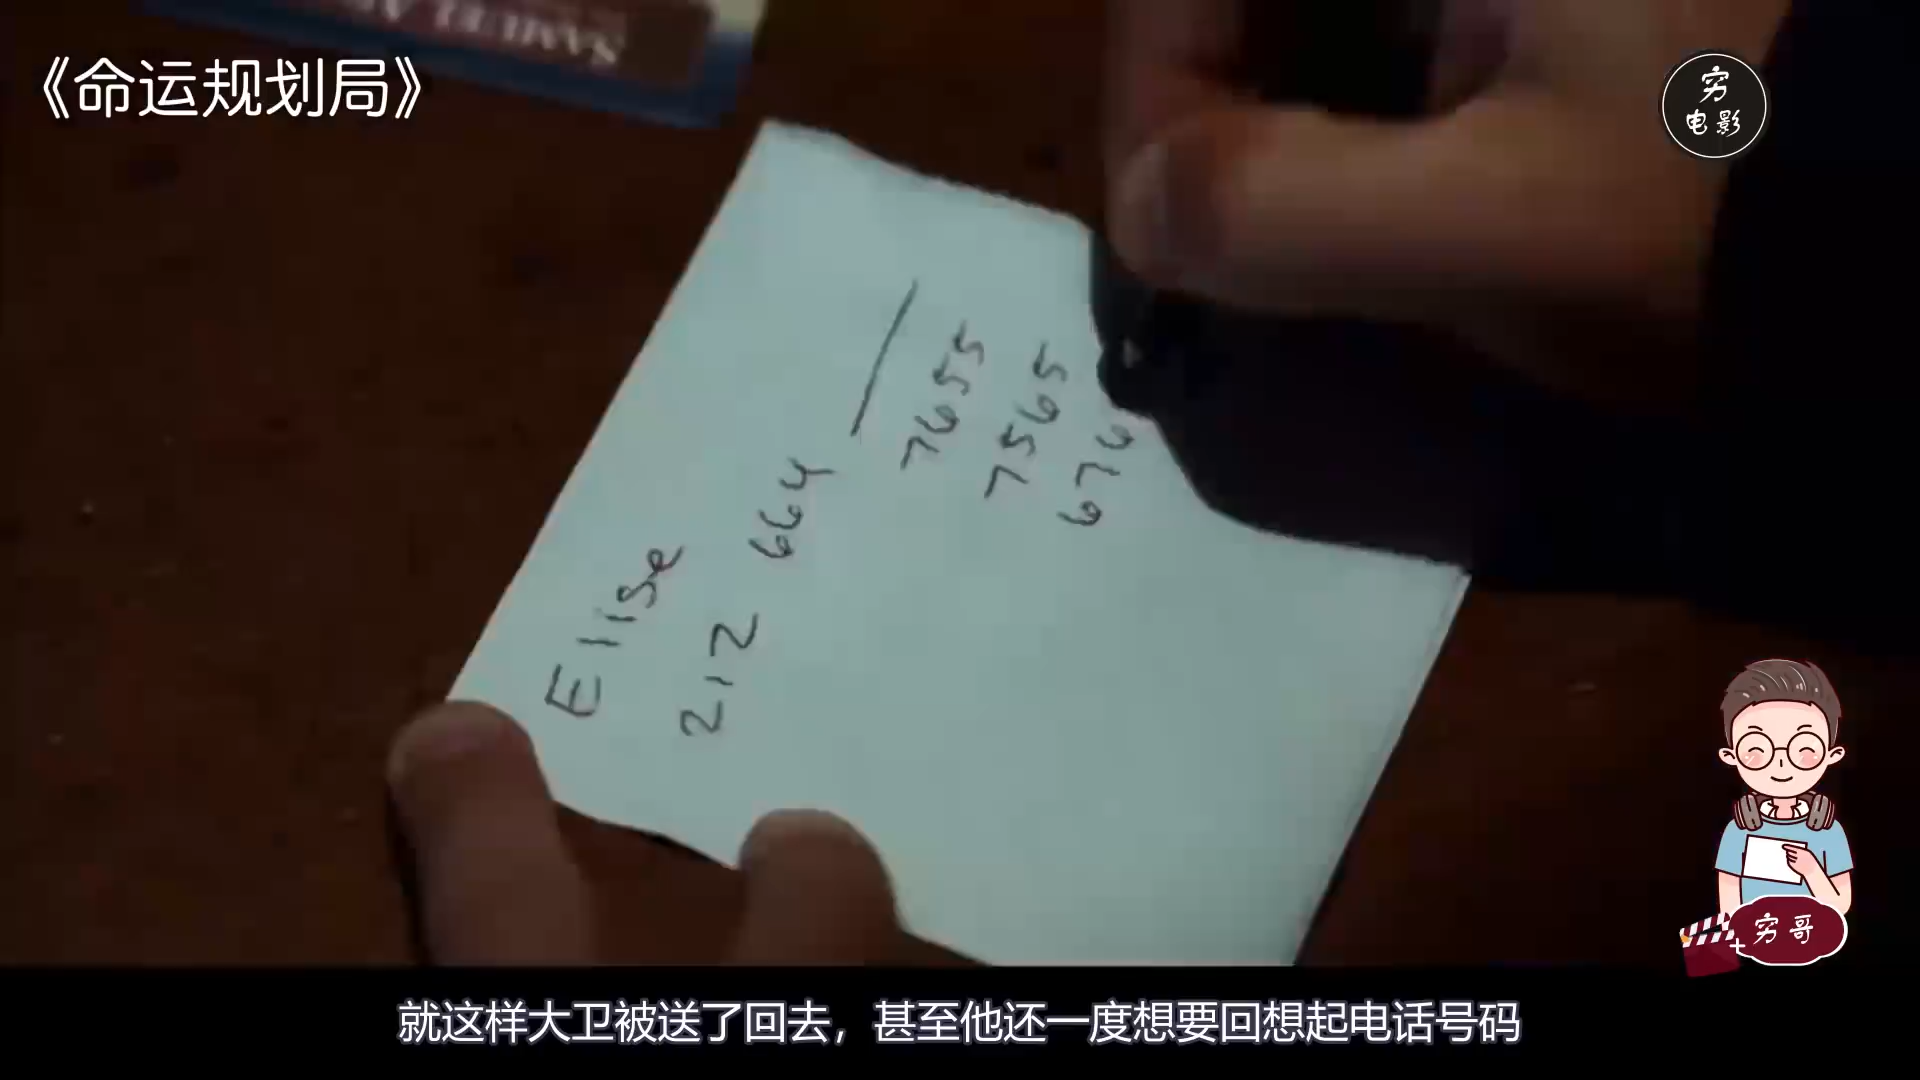 SAMUEL A
《命运规划局》
穷
电影
Elise
212 664 —
7655
7565
676
穷哥
就这样大卫被送了回去，甚至他还一度想要回想起电话号码